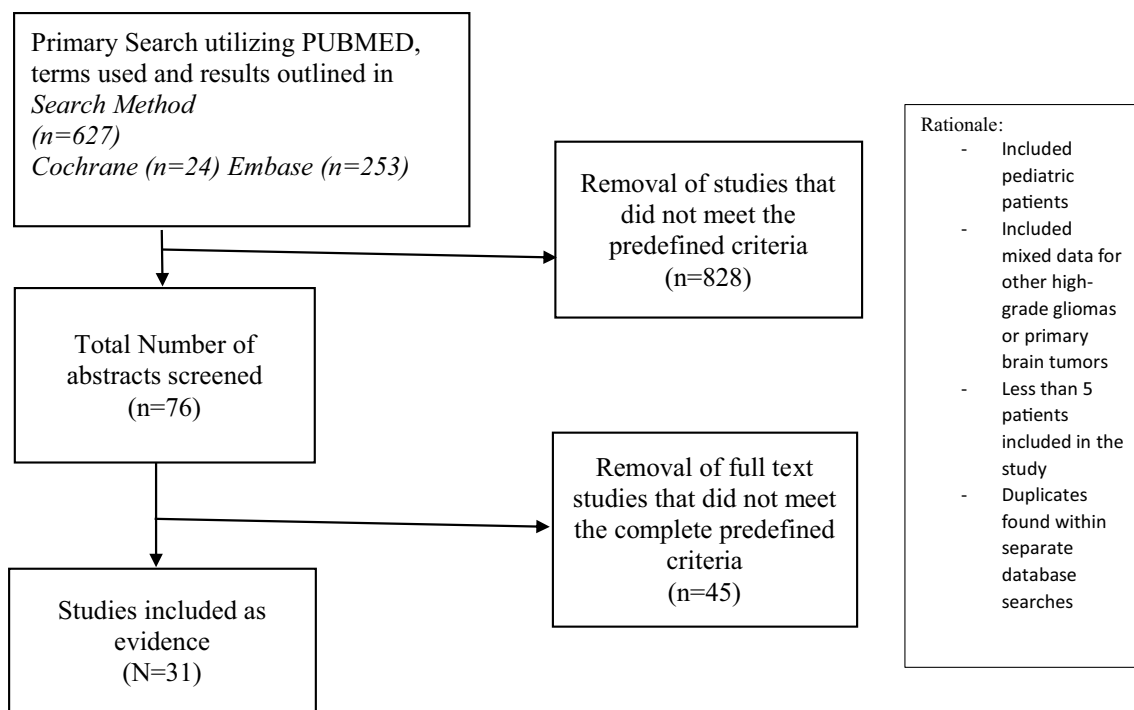 Primary Search utilizing PUBMED,
terms used and results outlined in
Search Method
(n=627)
Cochrane (n=24) Embase (n=253)
Removal of studies that
did not meet the
predefined criteria
(n=828)
Total Number of
abstracts screened
(n=76)
Removal of full text
studies that did not meet
the complete predefined
criteria
(n=45)
Studies included as
evidence
(N=31)
Rationale:
- Included
pediatric
patients
- Included
mixed data for
other high-
grade gliomas
or primary
brain tumors
- Less than 5
patients
included in the
study
- Duplicates
found within
separate
database
searches